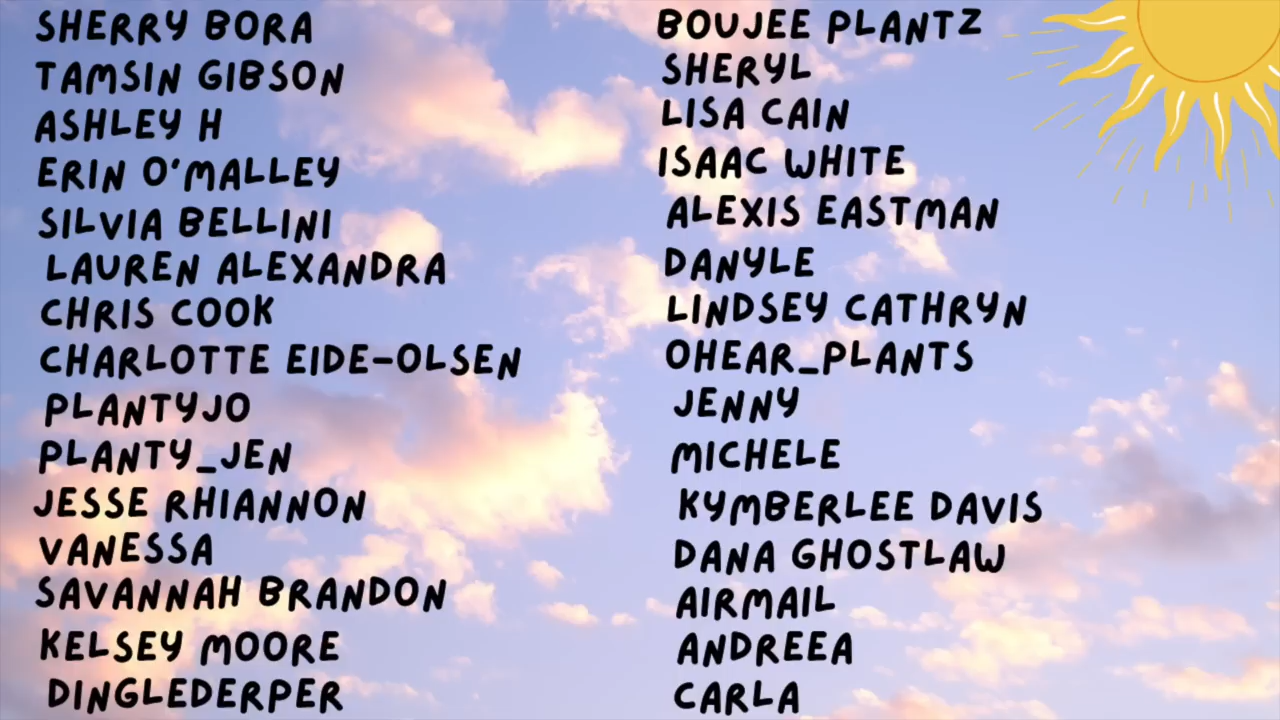 SHERRY BORA
TAMSIN GIBSON
ASHLEY H
ERIN O'MALLEY
SILVIA BELLINI
LAUREN ALEXANDRA
CHRIS COOK
CHARLOTTE EIDE-OLSEN
PLANTYJO
PLANTY_JEN
JESSE RHIANNON
VANESSA
SAVANNAH BRANDON
KELSEY MOORE
DINGLEDERPER
BOUJEE PLANTZ
SHERYL
LISA CAIN
ISAAC WHITE
ALEXIS EASTMAN
DANYLE
LINDSEY CATHRYN
OHEAR_PLANTS
JENNY
MICHELE
KYMBERLEE DAVIS
DANA GHOSTLAW
AIRMAIL
ANDREEA
CARLA